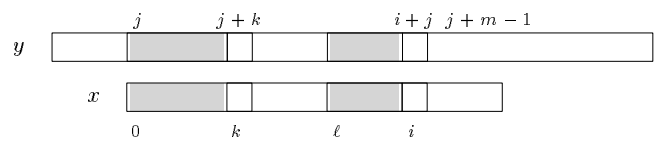 j j + k i + j j + m − 1
y
x
0 k ℓ i